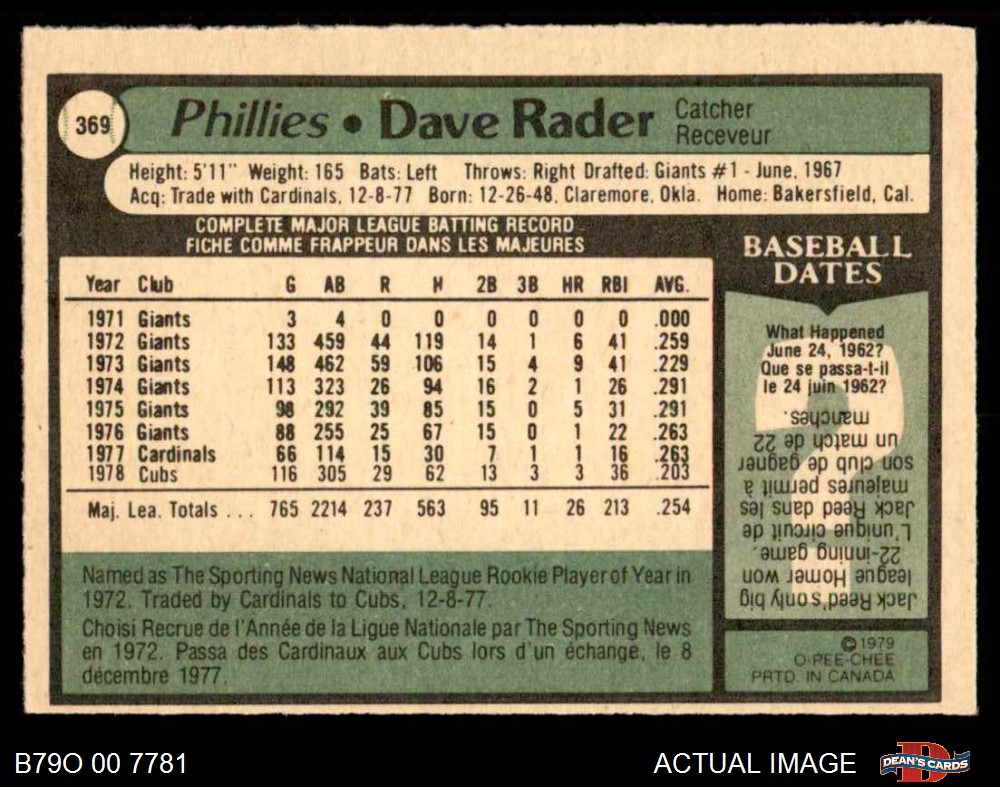 369
Phillies • Dave Rader Catcher
Receveur
Height: 5'11" Weight: 165 Bats: Left Throws: Right Drafted: Giants #1 - June, 1967
Acq: Trade with Cardinals, 12-8-77 Born: 12-26-48, Claremore, Okla. Home: Bakersfield, Cal.
COMPLETE MAJOR LEAGUE BATTING RECORD
FICHE COMME FRAPPEUR DANS LES MAJEURES
Year Club G AB R H 2B 3B HR RBI AVG.
1971 Giants 3 4 0 0 0 0 0 0 .000
1972 Giants 133 459 44 119 14 1 6 41 .259
1973 Giants 148 462 59 106 15 4 9 41 .229
1974 Giants 113 323 26 94 16 2 1 26 .291
1975 Giants 98 292 39 85 15 0 5 31 .291
1976 Giants 88 255 25 67 15 0 1 22 .263
1977 Cardinals 66 114 15 30 7 1 1 16 .263
1978 Cubs 116 305 29 62 13 3 3 36 .203
Maj. Lea. Totals ... 765 2214 237 563 95 11 26 213 .254
Named as The Sporting News National League Rookie Player of Year in
1972. Traded by Cardinals to Cubs, 12-8-77.
Choisi Recrue de l'Année de la Ligue Nationale par The Sporting News
en 1972. Passa des Cardinaux aux Cubs lors d'un échange, le 8
décembre 1977.
BASEBALL
DATES
What Happened
June 24, 1962?
Que se passa-t-il
le 24 juin 1962?
Jack Reed's only big
league Homer won
22-inning game.
L'unique circuit de
Jack Reed dans les
majeures permit à
son club de gagner
un match de 22
manches.
©1979
O-PEE-CHEE
PRTD. IN CANADA
B79O 00 7781
ACTUAL IMAGE
DEAN'S CARDS